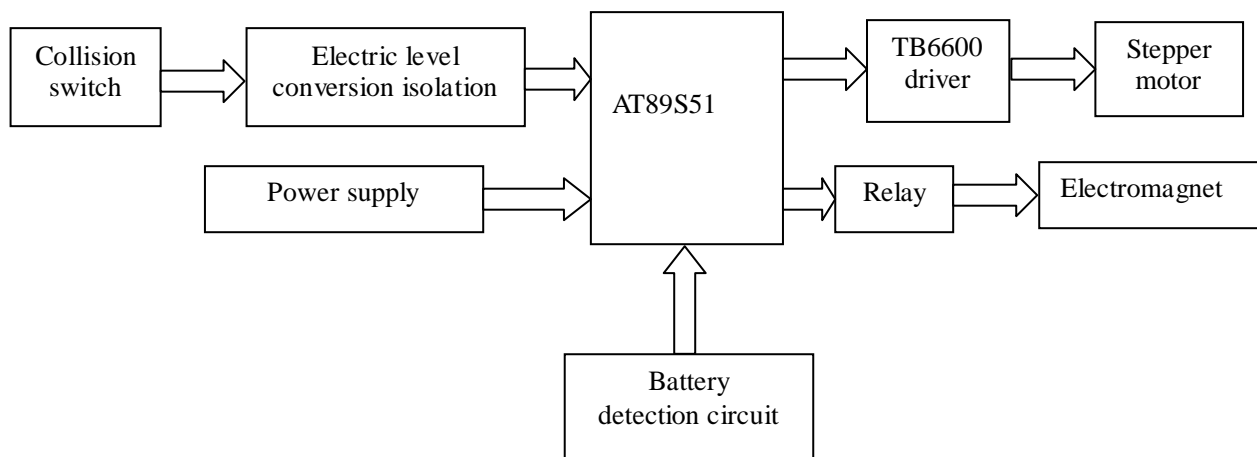 Collision
switch
Electric level
conversion isolation
AT89S51
TB6600
driver
Stepper
motor
Power supply
Relay
Electromagnet
Battery
detection circuit